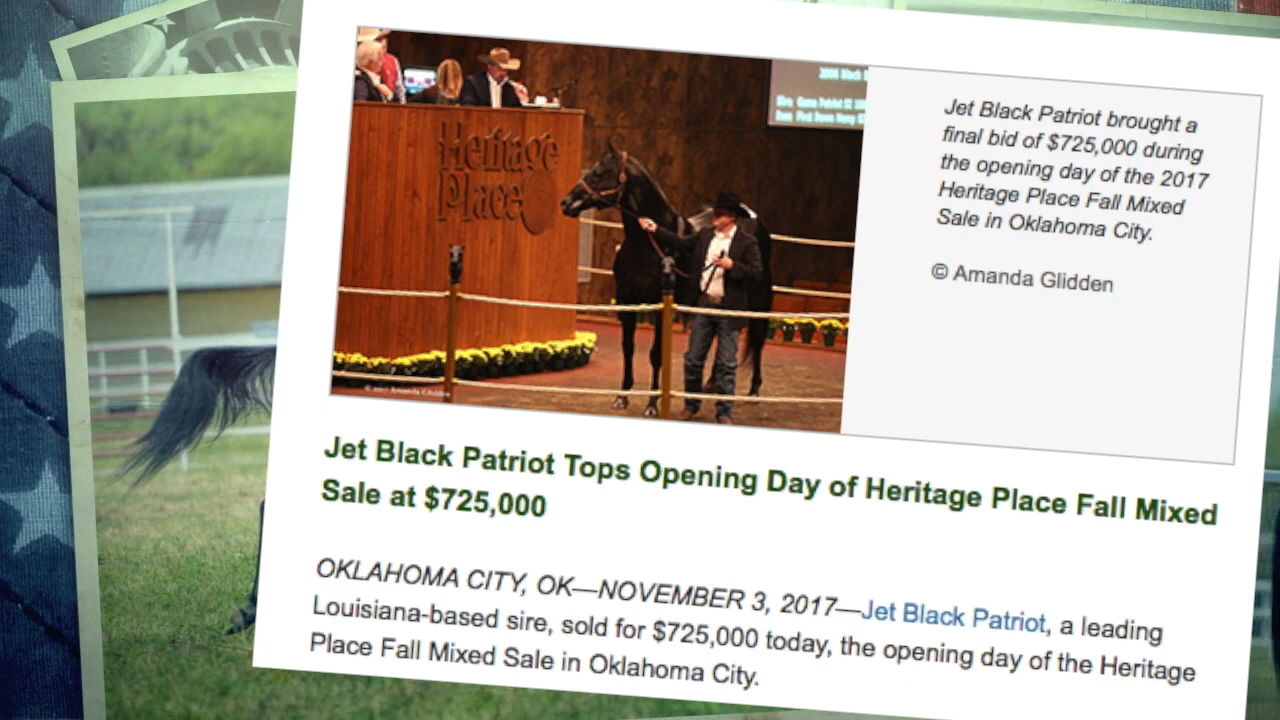 2006 Black
Heritage
Place
Jet Black Patriot brought a
final bid of $725,000 during
the opening day of the 2017
Heritage Place Fall Mixed
Sale in Oklahoma City.
© Amanda Glidden
Jet Black Patriot Tops Opening Day of Heritage Place Fall Mixed
Sale at $725,000
OKLAHOMA CITY, OK—NOVEMBER 3, 2017—Jet Black Patriot, a leading
Louisiana-based sire, sold for $725,000 today, the opening day of the Heritage
Place Fall Mixed Sale in Oklahoma City.